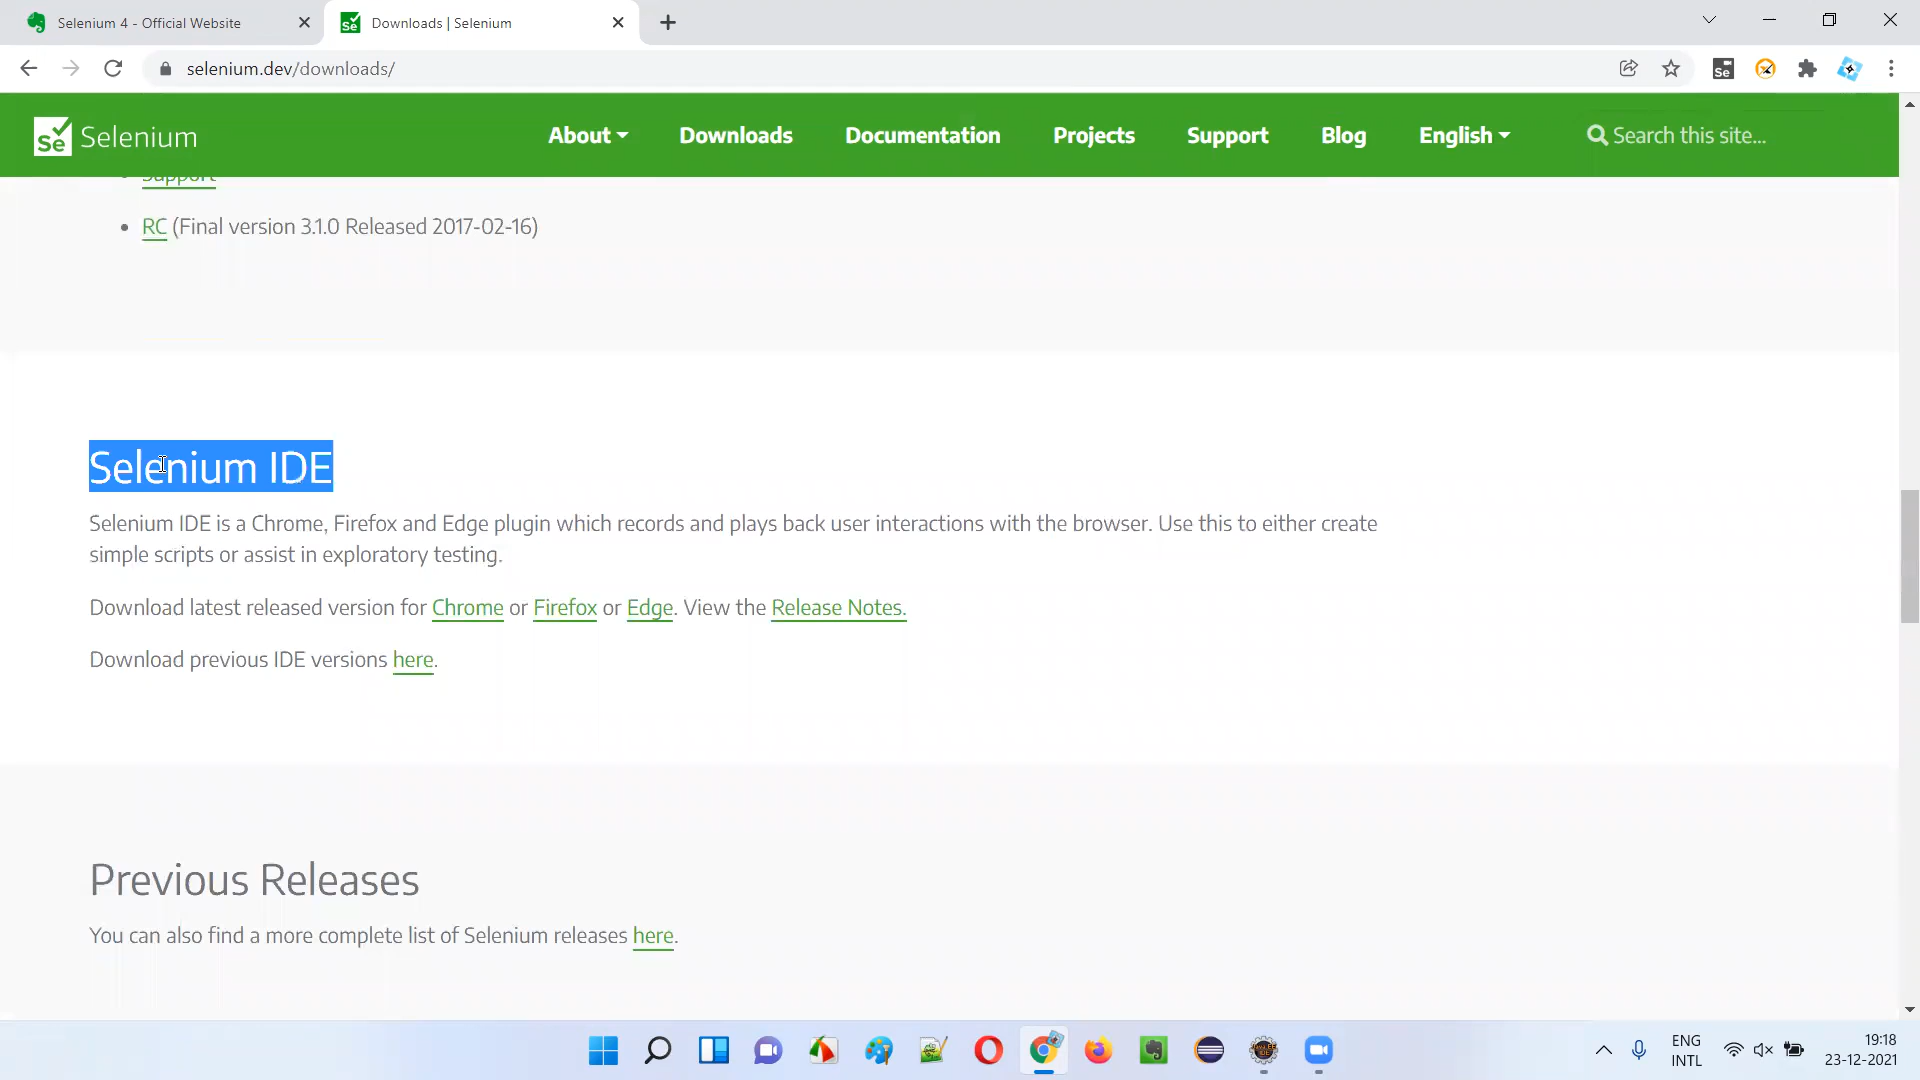 Selenium 4 - Official Website
Downloads | Selenium
selenium.dev/downloads/
Se
Se Selenium
About
Downloads
Documentation
Projects
Support
Blog
English
Search this site...
Support
RC (Final version 3.1.0 Released 2017-02-16)
Selenium IDE
Selenium IDE is a Chrome, Firefox and Edge plugin which records and plays back user interactions with the browser. Use this to either create
simple scripts or assist in exploratory testing.
Download latest released version for Chrome or Firefox or Edge. View the Release Notes.
Download previous IDE versions here.
Previous Releases
You can also find a more complete list of Selenium releases here.
ENG
INTL
19:18
23-12-2021